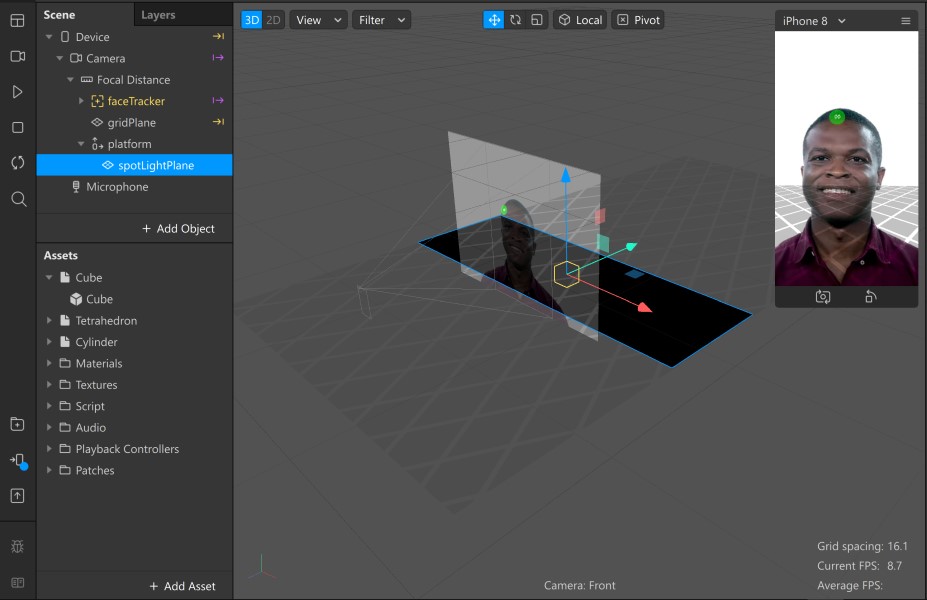 Scene
Layers
Device
Camera
Focal Distance
faceTracker
gridPlane
platform
spotLightPlane
Microphone
+ Add Object
Assets
Cube
Cube
Tetrahedron
Cylinder
Materials
Textures
Script
Audio
Playback Controllers
Patches
+ Add Asset
3D 2D View Filter Local Pivot
iPhone 8
Camera: Front
Grid spacing: 16.1
Current FPS: 8.7
Average FPS: